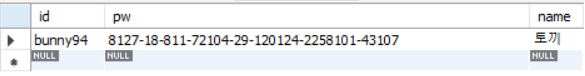 id pw name
bunny94 8127-18-811-72104-29-120124-2258101-43107 토끼
NULL NULL NULL